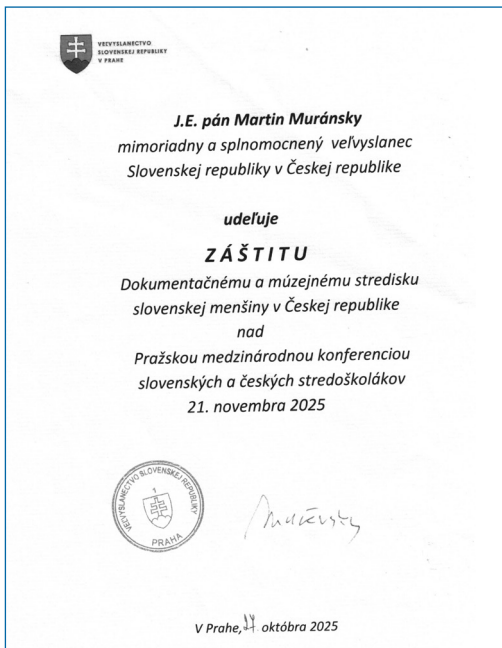 VEĽVYSLANECTVO
SLOVENSKEJ REPUBLIKY
V PRAHE
J.E. pán Martin Muránsky
mimoriadny a splnomocnený veľvyslanec
Slovenskej republiky v Českej republike
udeľuje
ZÁŠTITU
Dokumentačnému a múzejnému stredisku
slovenskej menšiny v Českej republike
nad
Pražskou medzinárodnou konferenciou
slovenských a českých stredoškolákov
21. novembra 2025
VEĽVYSLANECTVO SLOVENSKEJ REPUBLIKY
1
PRAHA
V Prahe, októbra 2025